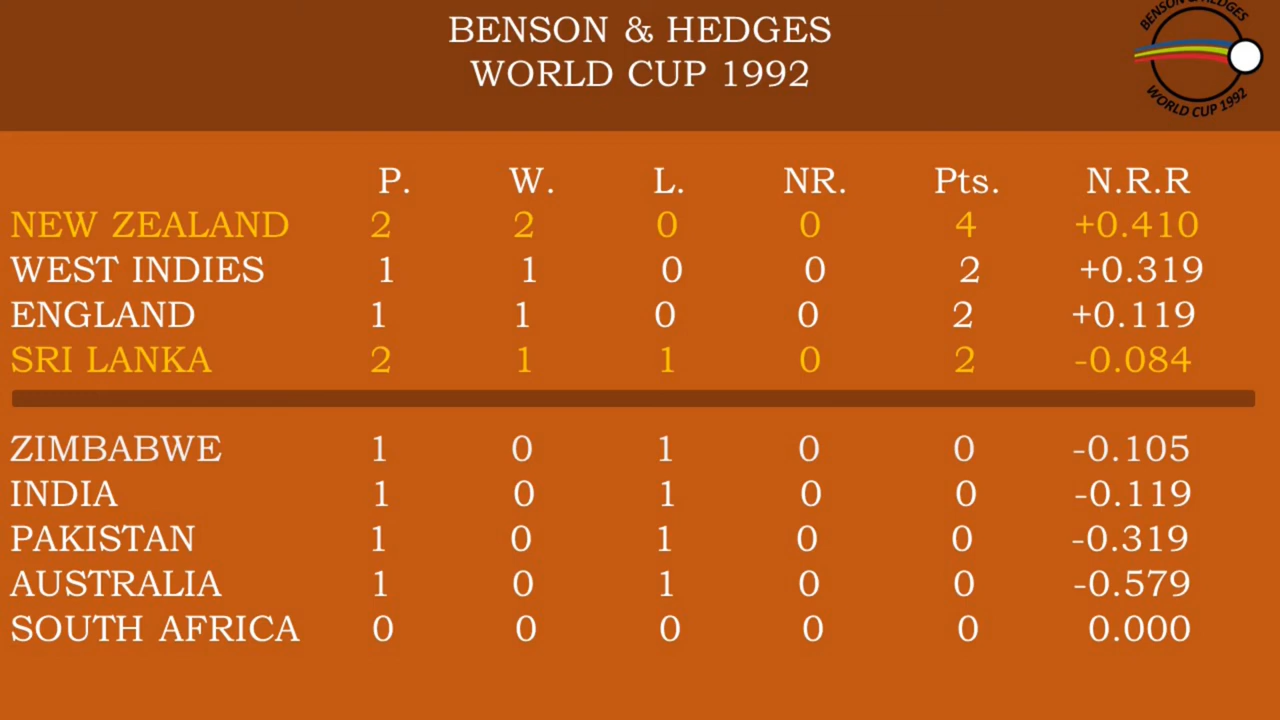 BENSON & HEDGES
WORLD CUP 1992
BENSON & HEDGES
WORLD CUP 1992
P. W. L. NR. Pts. N.R.R
NEW ZEALAND 2 2 0 0 4 +0.410
WEST INDIES 1 1 0 0 2 +0.319
ENGLAND 1 1 0 0 2 +0.119
SRI LANKA 2 1 1 0 2 -0.084
ZIMBABWE 1 0 1 0 0 -0.105
INDIA 1 0 1 0 0 -0.119
PAKISTAN 1 0 1 0 0 -0.319
AUSTRALIA 1 0 1 0 0 -0.579
SOUTH AFRICA 0 0 0 0 0 0.000